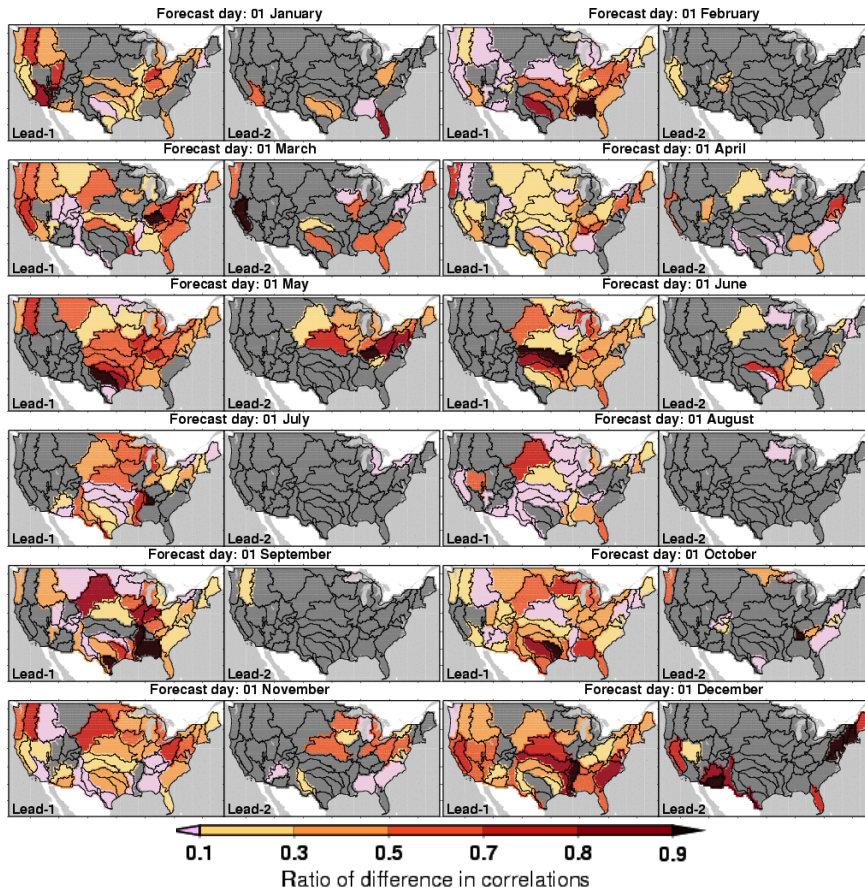 Forecast day: 01 January
Forecast day: 01 February
Lead-1
Lead-2
Lead-1
Lead-2
Forecast day: 01 March
Forecast day: 01 April
Lead-1
Lead-2
Lead-1
Lead-2
Forecast day: 01 May
Forecast day: 01 June
Lead-1
Lead-2
Lead-1
Lead-2
Forecast day: 01 July
Forecast day: 01 August
Lead-1
Lead-2
Lead-1
Lead-2
Forecast day: 01 September
Forecast day: 01 October
Lead-1
Lead-2
Lead-1
Lead-2
Forecast day: 01 November
Forecast day: 01 December
Lead-1
Lead-2
Lead-1
Lead-2
0.1 0.3 0.5 0.7 0.8 0.9
Ratio of difference in correlations